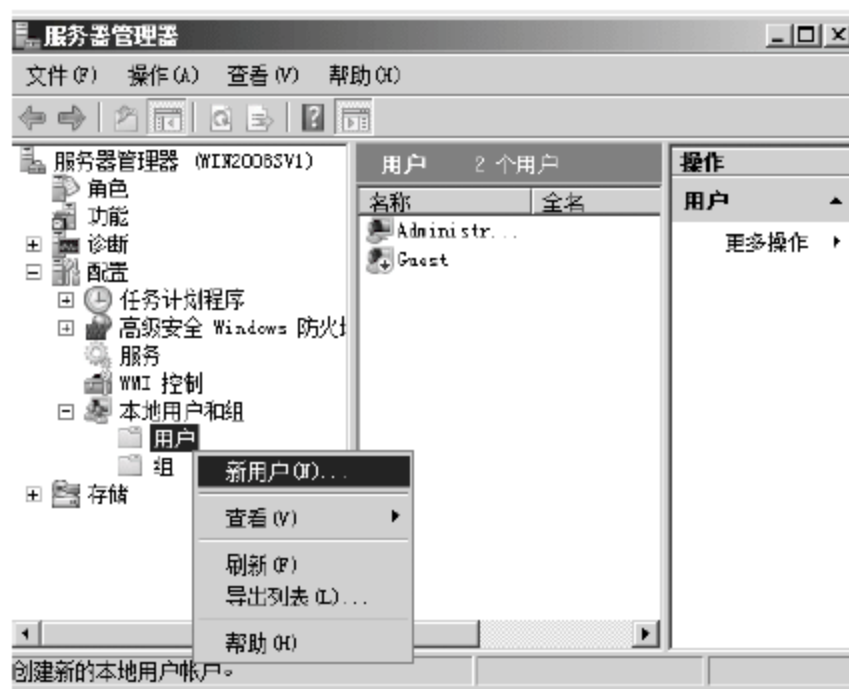 服务器管理器
文件(F) 操作(A) 查看(V) 帮助(H)
服务器管理器 (WIN2008SV1)
角色
功能
诊断
配置
任务计划程序
高级安全 Windows 防火
服务
WMI 控制
本地用户和组
用户
组
存储
用户 2 个用户
名称 全名
Administr...
Guest
操作
用户
更多操作
新用户(N)...
查看(V)
刷新(F)
导出列表(L)...
帮助(H)
创建新的本地用户帐户。